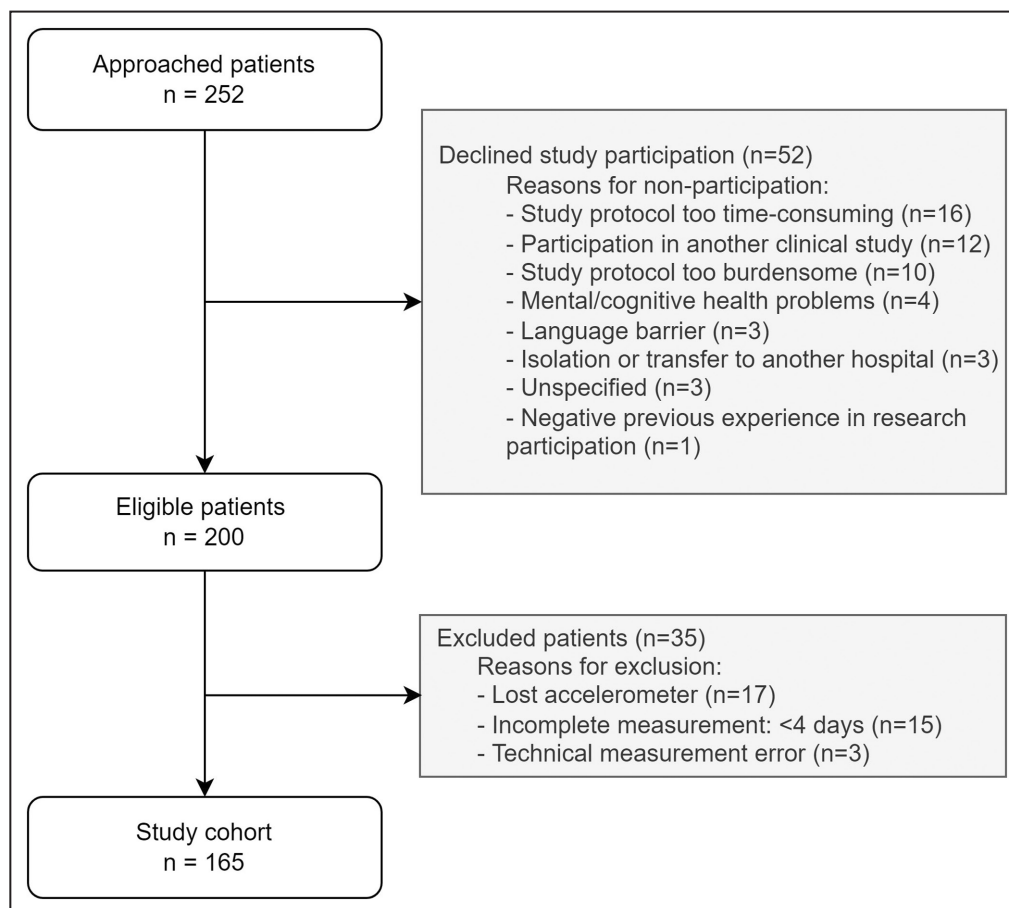 Approached patients
n = 252
Declined study participation (n=52)
Reasons for non-participation:
- Study protocol too time-consuming (n=16)
- Participation in another clinical study (n=12)
- Study protocol too burdensome (n=10)
- Mental/cognitive health problems (n=4)
- Language barrier (n=3)
- Isolation or transfer to another hospital (n=3)
- Unspecified (n=3)
- Negative previous experience in research
participation (n=1)
Eligible patients
n = 200
Excluded patients (n=35)
Reasons for exclusion:
- Lost accelerometer (n=17)
- Incomplete measurement: <4 days (n=15)
- Technical measurement error (n=3)
Study cohort
n = 165